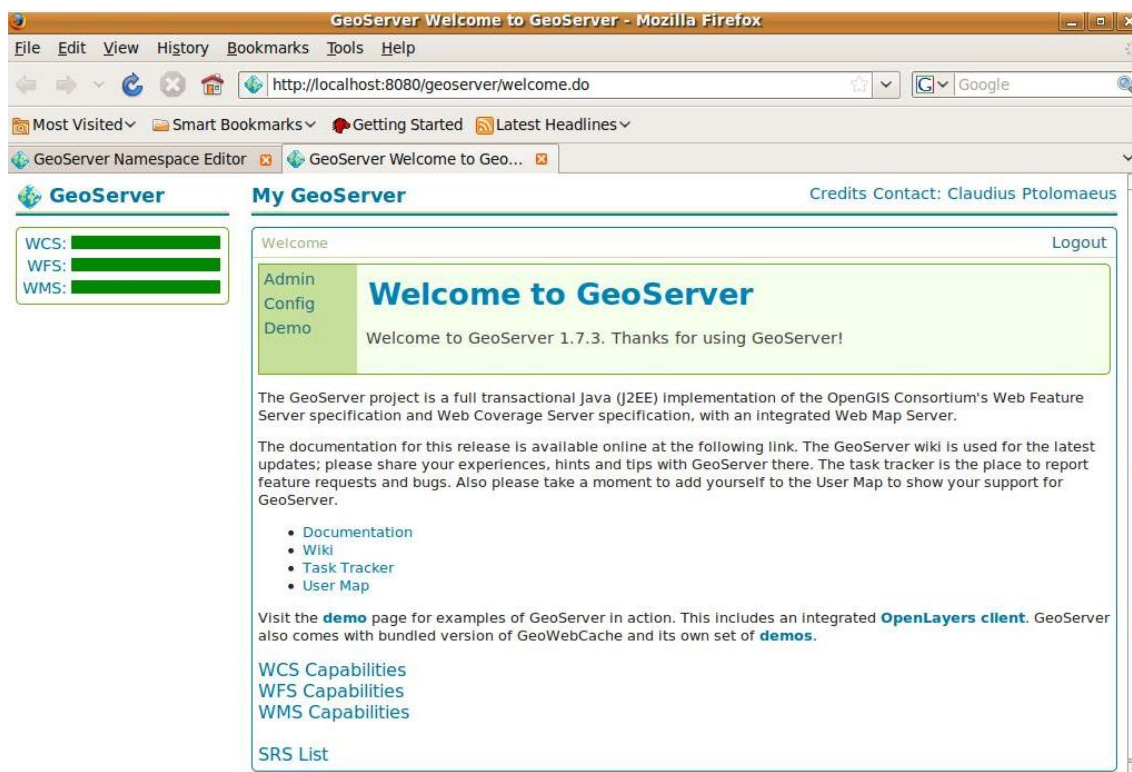 GeoServer Welcome to GeoServer - Mozilla Firefox
File Edit View History Bookmarks Tools Help
http://localhost:8080/geoserver/welcome.do
G Google
Most Visited Smart Bookmarks Getting Started Latest Headlines
GeoServer Namespace Editor GeoServer Welcome to Geo...
GeoServer
WCS:
WFS:
WMS:
My GeoServer
Credits Contact: Claudius Ptolomaeus
Welcome
Logout
Admin
Config
Demo
Welcome to GeoServer
Welcome to GeoServer 1.7.3. Thanks for using GeoServer!
The GeoServer project is a full transactional Java (J2EE) implementation of the OpenGIS Consortium's Web Feature
Server specification and Web Coverage Server specification, with an integrated Web Map Server.
The documentation for this release is available online at the following link. The GeoServer wiki is used for the latest
updates; please share your experiences, hints and tips with GeoServer there. The task tracker is the place to report
feature requests and bugs. Also please take a moment to add yourself to the User Map to show your support for
GeoServer.
• Documentation
• Wiki
• Task Tracker
• User Map
Visit the demo page for examples of GeoServer in action. This includes an integrated OpenLayers client. GeoServer
also comes with bundled version of GeoWebCache and its own set of demos.
WCS Capabilities
WFS Capabilities
WMS Capabilities
SRS List